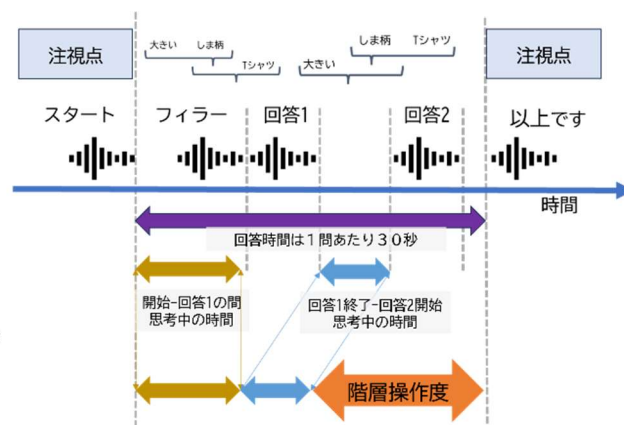 注視点
大きい しま柄
Tシャツ
大きい
しま柄 Tシャツ
注視点
スタート フィラー 回答1 回答2 以上です
時間
回答時間は1問あたり30秒
開始-回答1の間
思考中の時間
回答1終了-回答2開始
思考中の時間
階層操作度